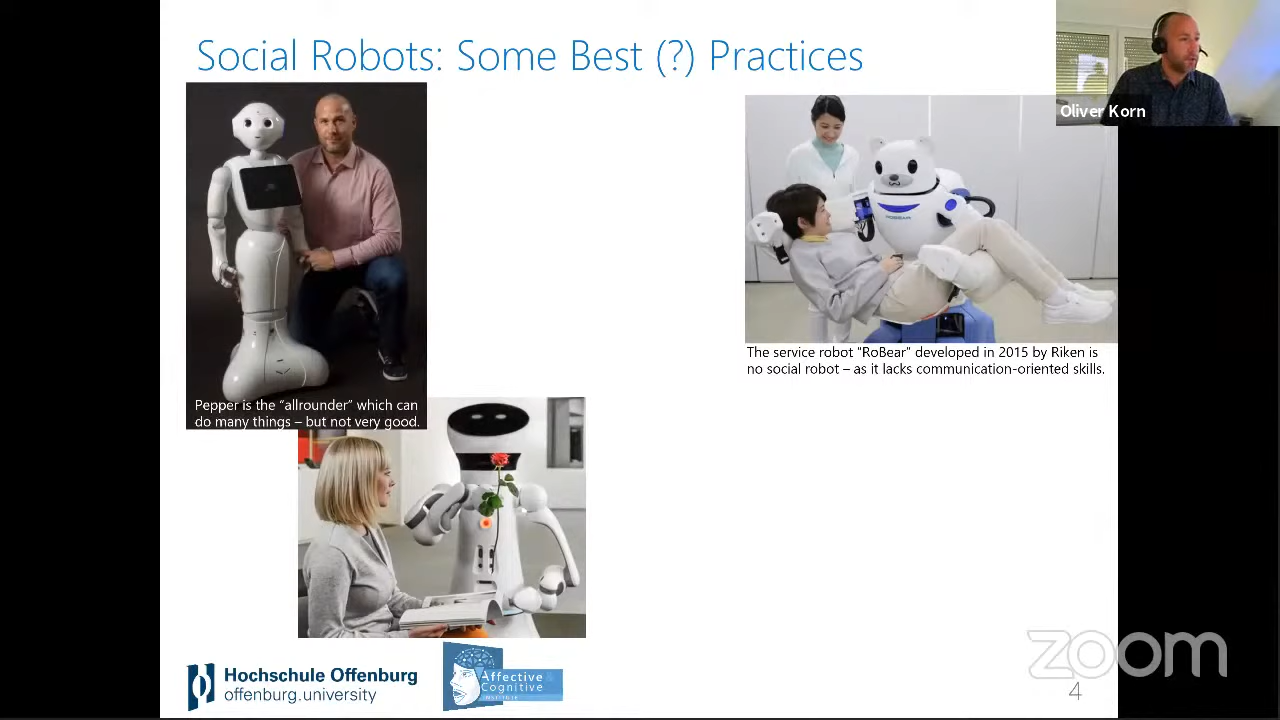 Social Robots: Some Best (?) Practices
Oliver Korn
ROBEAR
The service robot "RoBear" developed in 2015 by Riken is
no social robot – as it lacks communication-oriented skills.
Pepper is the "allrounder" which can
do many things – but not very good.
Hochschule Offenburg
offenburg.university
Affective &
Cognitive
INSTITUTE
zoom
4